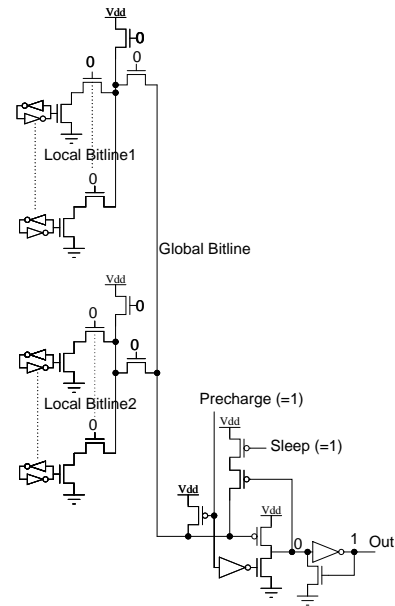 Vdd
0
0
0
Local Bitline1
0
Global Bitline
Vdd
0
0
0
Local Bitline2
0
Precharge (=1)
Vdd
Sleep (=1)
Vdd
Vdd
0
1
Out